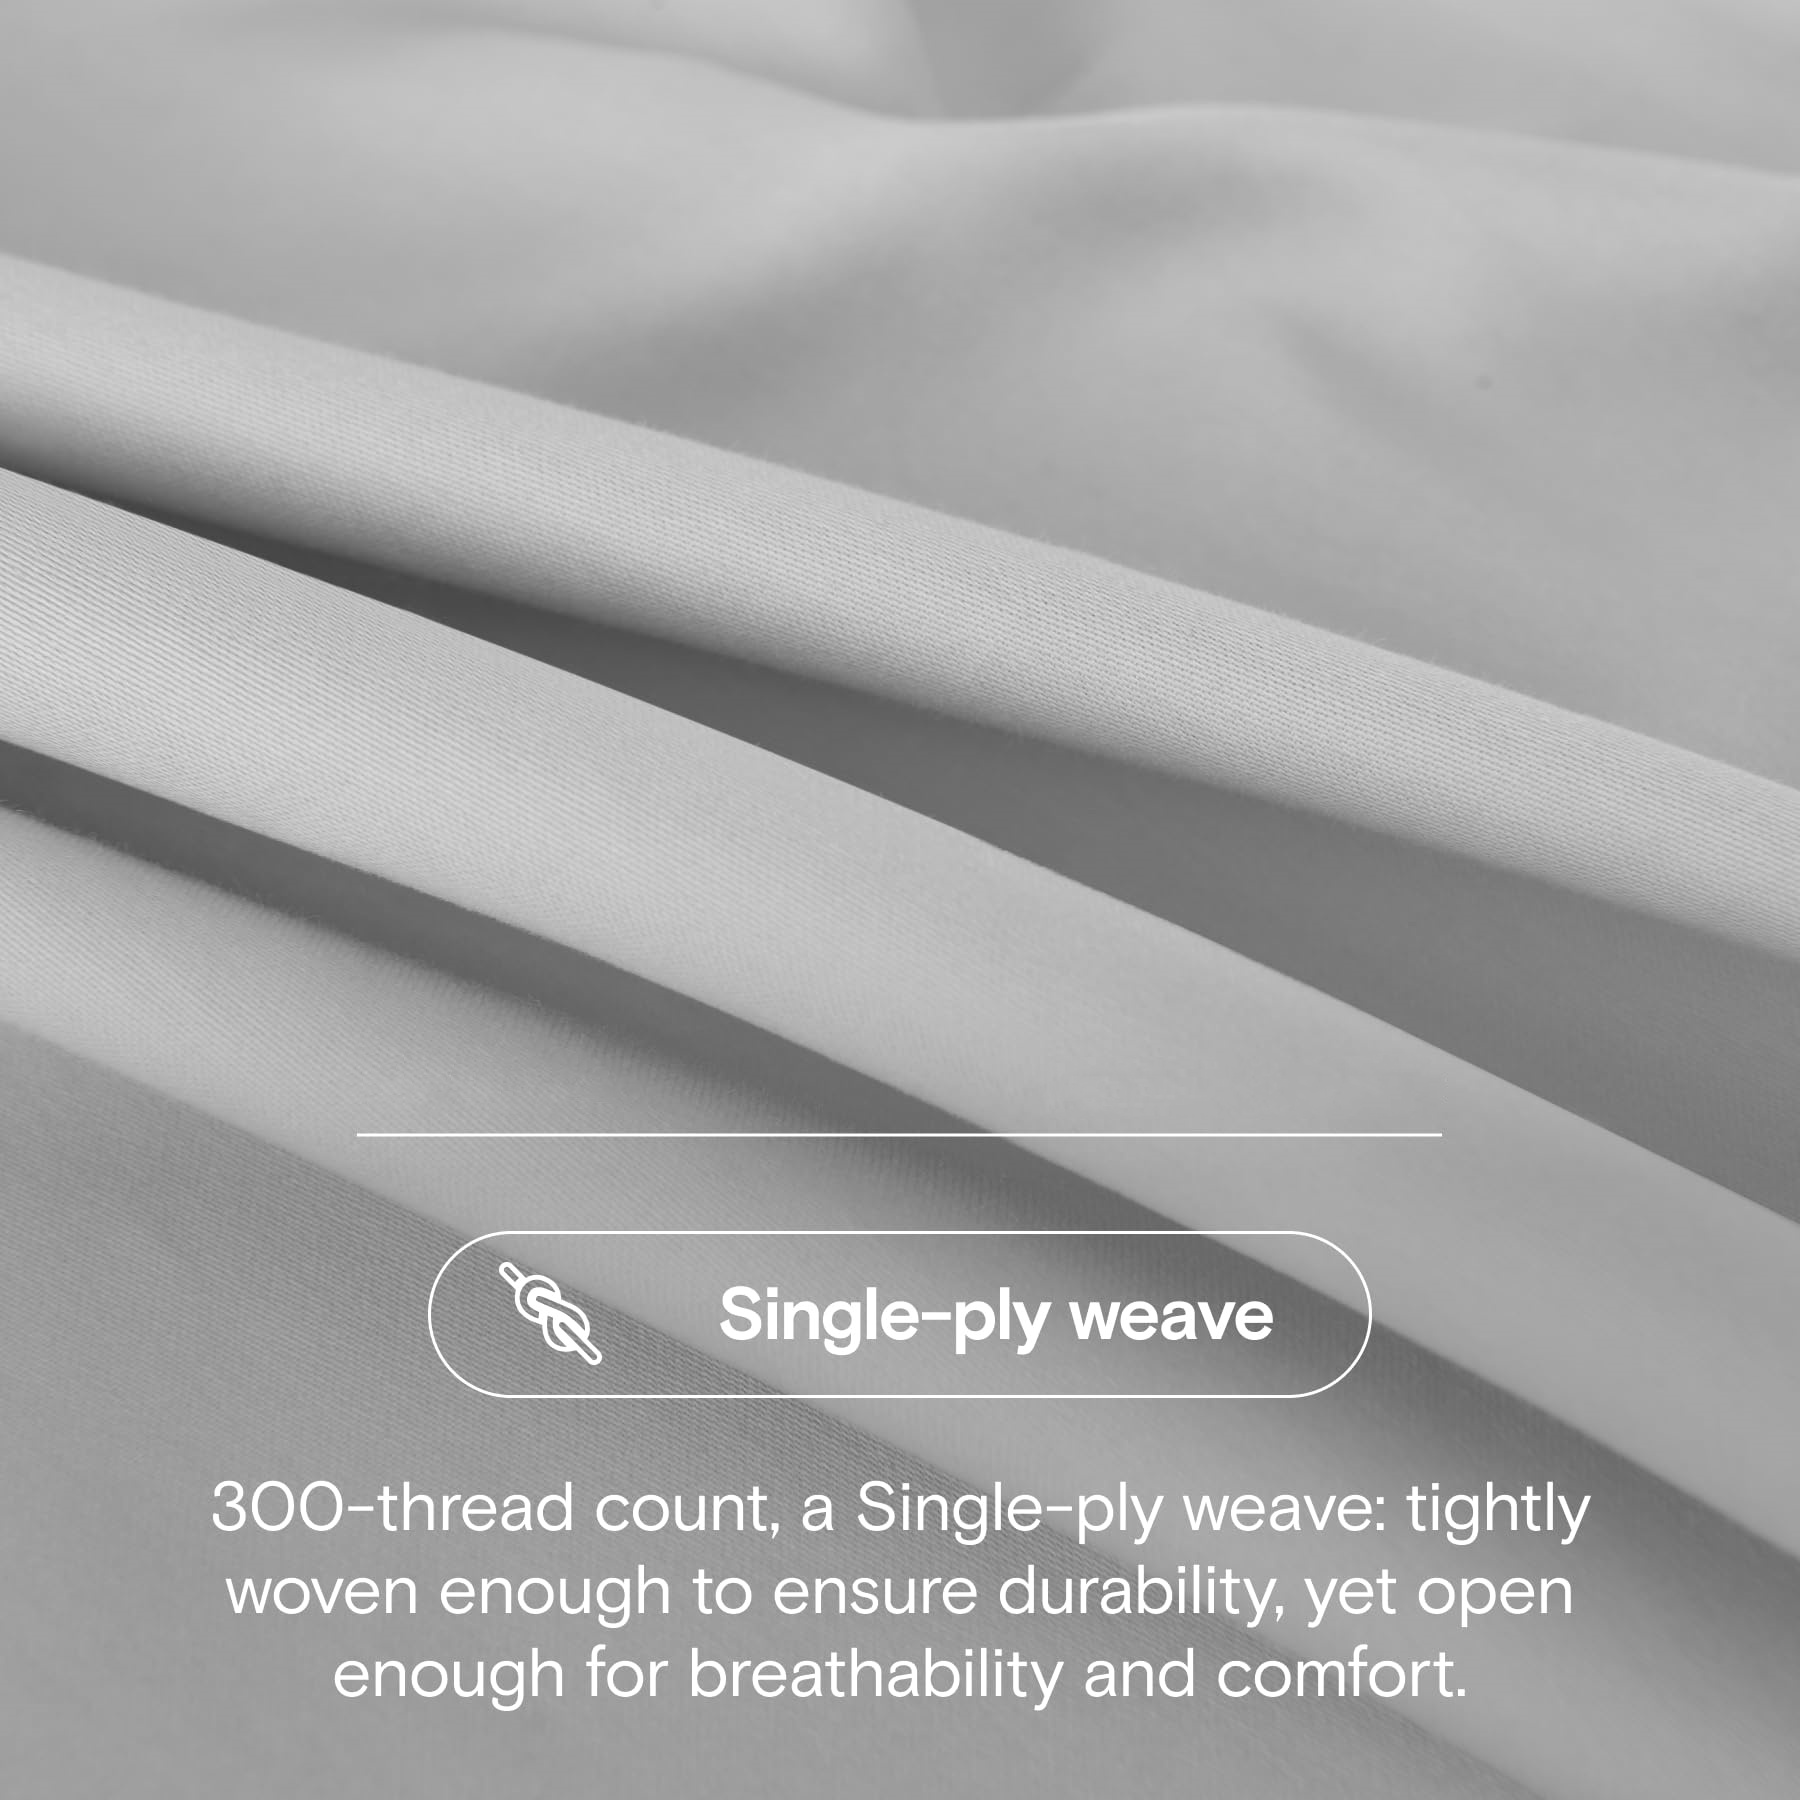 Single-ply weave
300-thread count, a Single-ply weave: tightly
woven enough to ensure durability, yet open
enough for breathability and comfort.